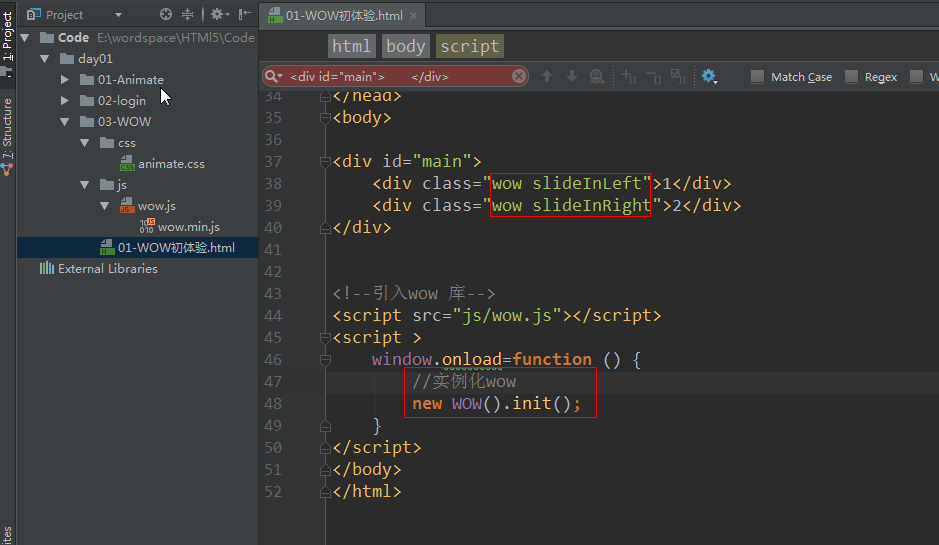 Project
01-WOW初体验.html
1: Project
7: Structure
Code E:\wordspace\HTMl5\Code
day01
01-Animate
02-login
03-WOW
css
animate.css
js
wow.js
wow.min.js
01-WOW初体验.html
External Libraries
html body script
<div id="main"> </div>
Match Case Regex W
34 </head>
35 <body>
36
37 <div id="main">
38 <div class="wow slideInLeft">1</div>
39 <div class="wow slideInRight">2</div>
40 </div>
41
42
43 <!--引入wow 库-->
44 <script src="js/wow.js"></script>
45 <script >
46 window.onload=function () {
47 //实例化wow
48 new WOW().init();
49 }
50 </script>
51 </body>
52 </html>
ites